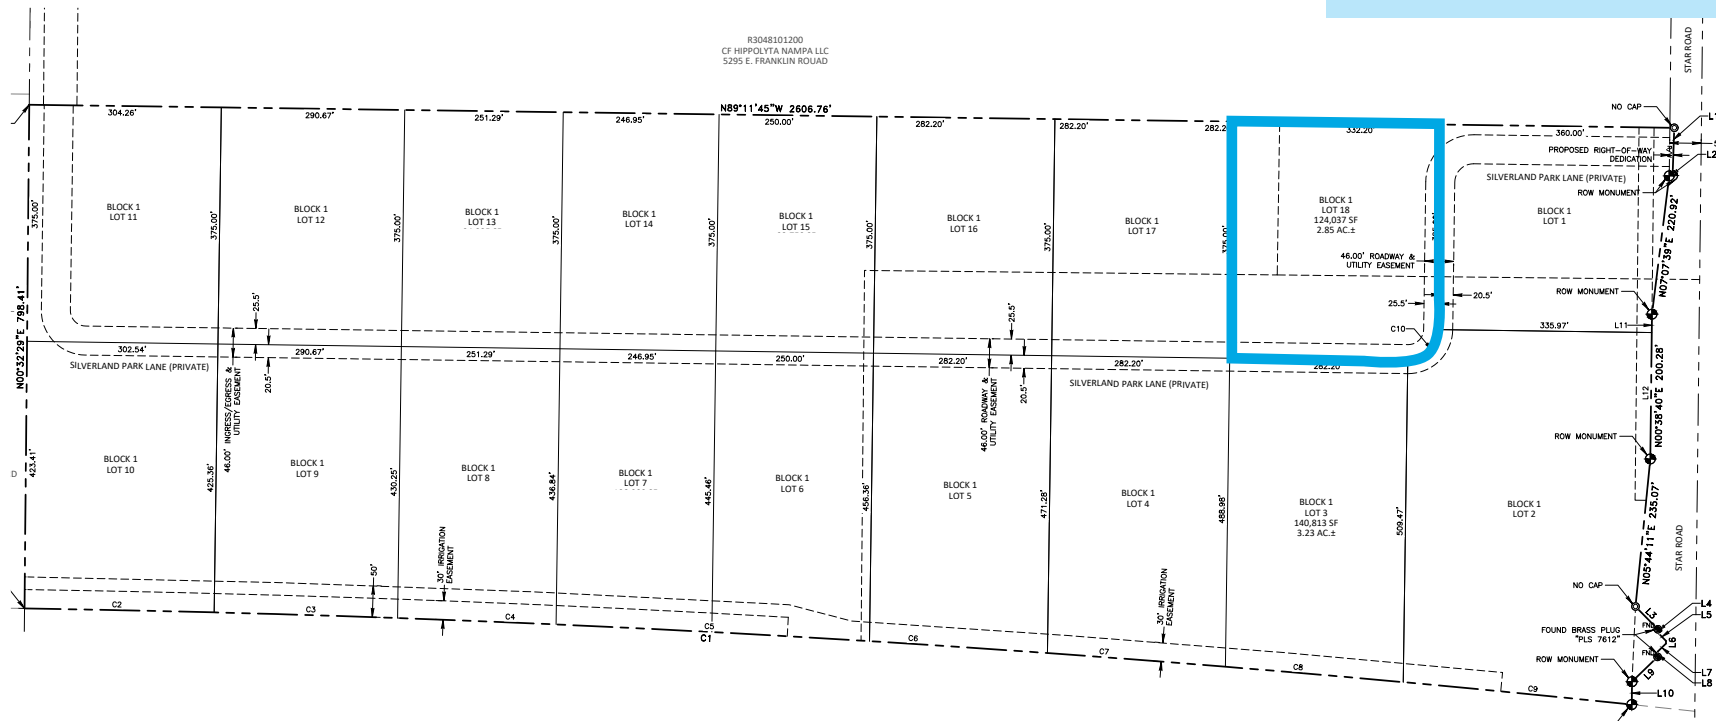 R3048101200
CF HIPPOLYTA NAMPA LLC
5295 E. FRANKLIN ROUAD
STAR ROAD
N89°11'45"W 2606.76'
304.26'
290.67'
251.29'
246.95'
250.00'
282.20'
282.20'
332.20'
360.00'
NO CAP
L2
PROPOSED RIGHT-OF-WAY
DEDICATION
SILVERLAND PARK LANE (PRIVATE)
ROW MONUMENT
375.00'
BLOCK 1
LOT 11
375.00'
BLOCK 1
LOT 12
375.00'
BLOCK 1
LOT 13
375.00'
BLOCK 1
LOT 14
375.00'
BLOCK 1
LOT 15
375.00'
BLOCK 1
LOT 16
375.00'
BLOCK 1
LOT 17
375.00'
BLOCK 1
LOT 18
124,037 SF
2.85 AC.±
BLOCK 1
LOT 1
N07°07'39"E 220.92'
46.00' ROADWAY &
UTILITY EASEMENT
ROW MONUMENT
25.5'
20.5'
C10
335.97'
L11
N00°32'29"E 798.41'
25.5'
25.5'
302.54'
290.67'
251.29'
246.95'
250.00'
282.20'
282.20'
282.20'
SILVERLAND PARK LANE (PRIVATE)
SILVERLAND PARK LANE (PRIVATE)
20.5'
20.5'
46.00' INGRESS/EGRESS &
UTILITY EASEMENT
46.00' ROADWAY &
UTILITY EASEMENT
L12
N00°38'40"E 200.28'
ROW MONUMENT
423.41'
BLOCK 1
LOT 10
425.36'
BLOCK 1
LOT 9
430.25'
BLOCK 1
LOT 8
436.84'
BLOCK 1
LOT 7
445.46'
BLOCK 1
LOT 6
456.36'
BLOCK 1
LOT 5
471.28'
BLOCK 1
LOT 4
488.98'
BLOCK 1
LOT 3
140,813 SF
3.23 AC.±
509.47'
BLOCK 1
LOT 2
N05°44'11"E 235.07'
STAR ROAD
D
50'
30' IRRIGATION
EASEMENT
30' IRRIGATION
EASEMENT
NO CAP
C2
C3
C4
C5
C1
C6
C7
C8
C9
L3
L4
L5
FOUND BRASS PLUG
"PLS 7612"
FND
L6
FND
ROW MONUMENT
L7
L8
L9
L10